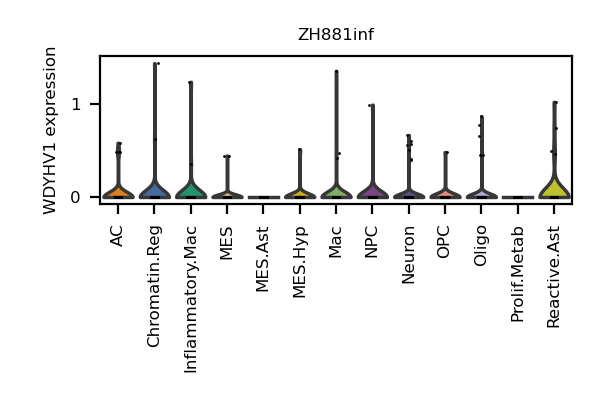 ZH881inf
WDYHV1 expression
1
0
AC
Chromatin.Reg
Inflammatory.Mac
MES
MES.Ast
MES.Hyp
Mac
NPC
Neuron
OPC
Oligo
Prolif.Metab
Reactive.Ast